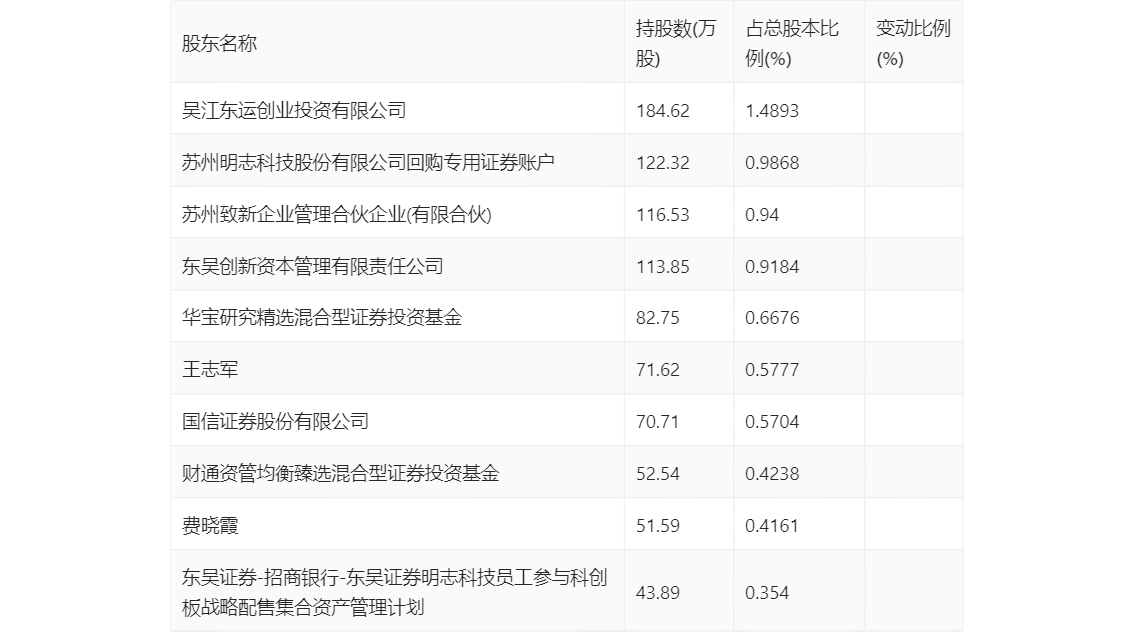 股东名称 持股数(万 占总股本比 变动比例
股) 例(%) (%)
吴江东运创业投资有限公司 184.62 1.4893
苏州明志科技股份有限公司回购专用证券账户 122.32 0.9868
苏州致新企业管理合伙企业(有限合伙) 116.53 0.94
东吴创新资本管理有限责任公司 113.85 0.9184
华宝研究精选混合型证券投资基金 82.75 0.6676
王志军 71.62 0.5777
国信证券股份有限公司 70.71 0.5704
财通资管均衡臻选混合型证券投资基金 52.54 0.4238
费晓霞 51.59 0.4161
东吴证券-招商银行-东吴证券明志科技员工参与科创
板战略配售集合资产管理计划 43.89 0.354